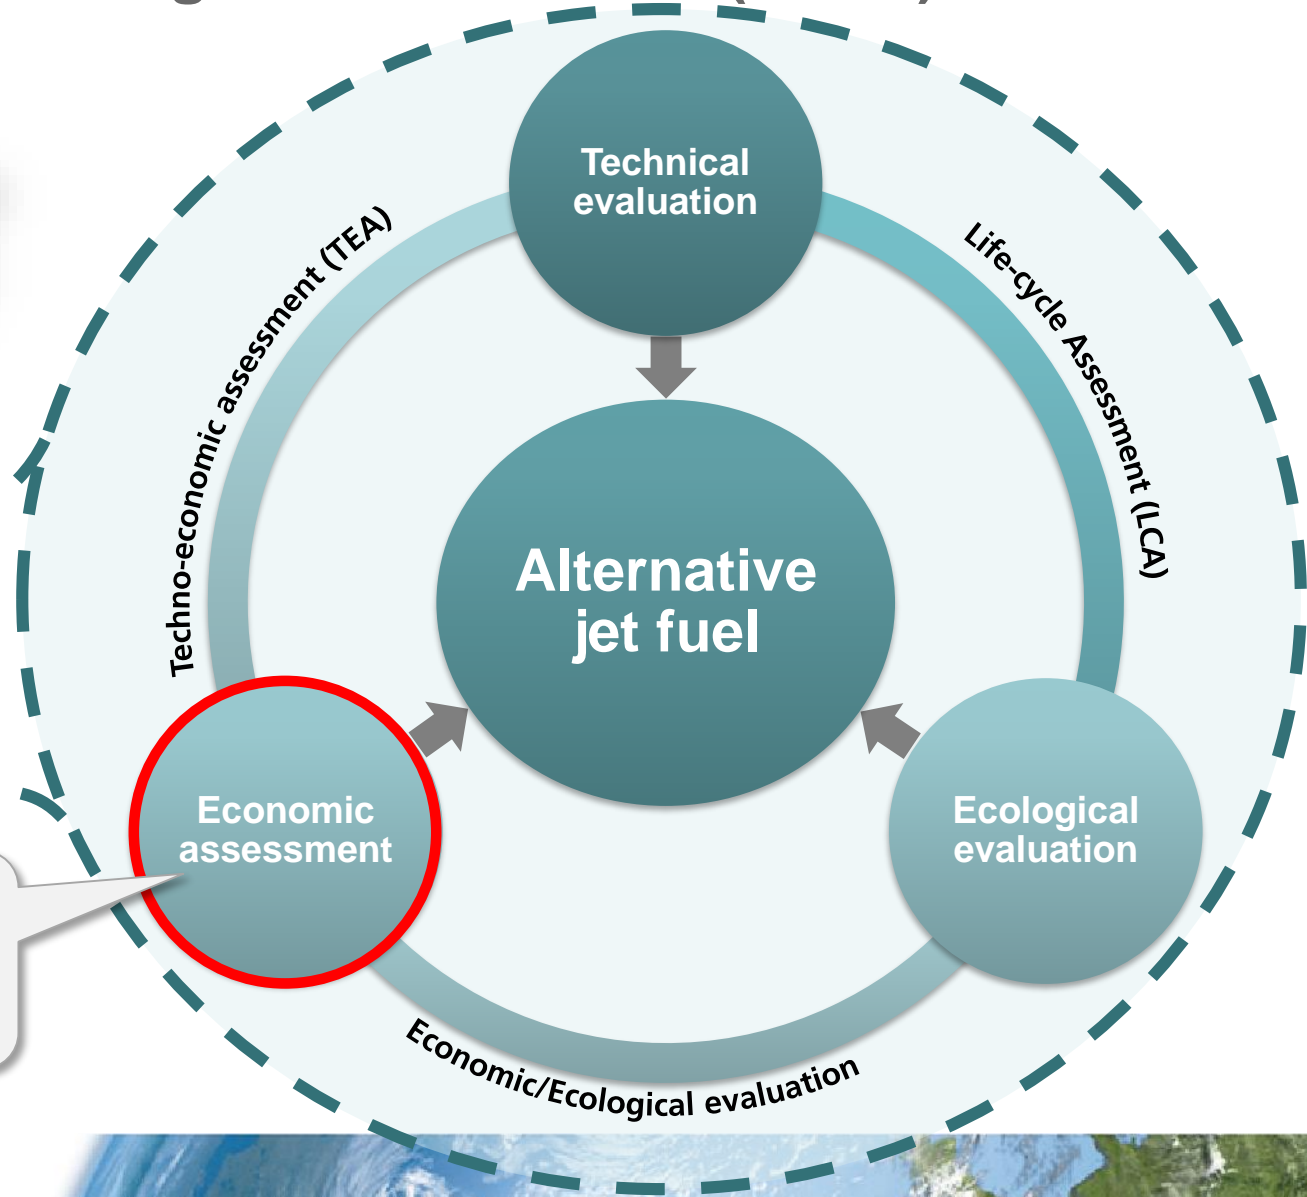 Technical
evaluation
Techno-economic assessment (TEA)
Life-cycle Assessment (LCA)
Alternative
jet fuel
Economic
assessment
Ecological
evaluation
Economic/Ecological evaluation